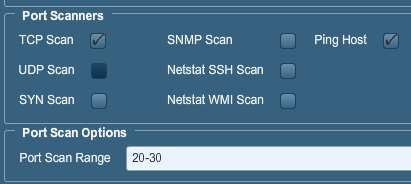 Port Scanners
TCP Scan SNMP Scan Ping Host
UDP Scan Netstat SSH Scan
SYN Scan Netstat WMI Scan
Port Scan Options
Port Scan Range 20-30